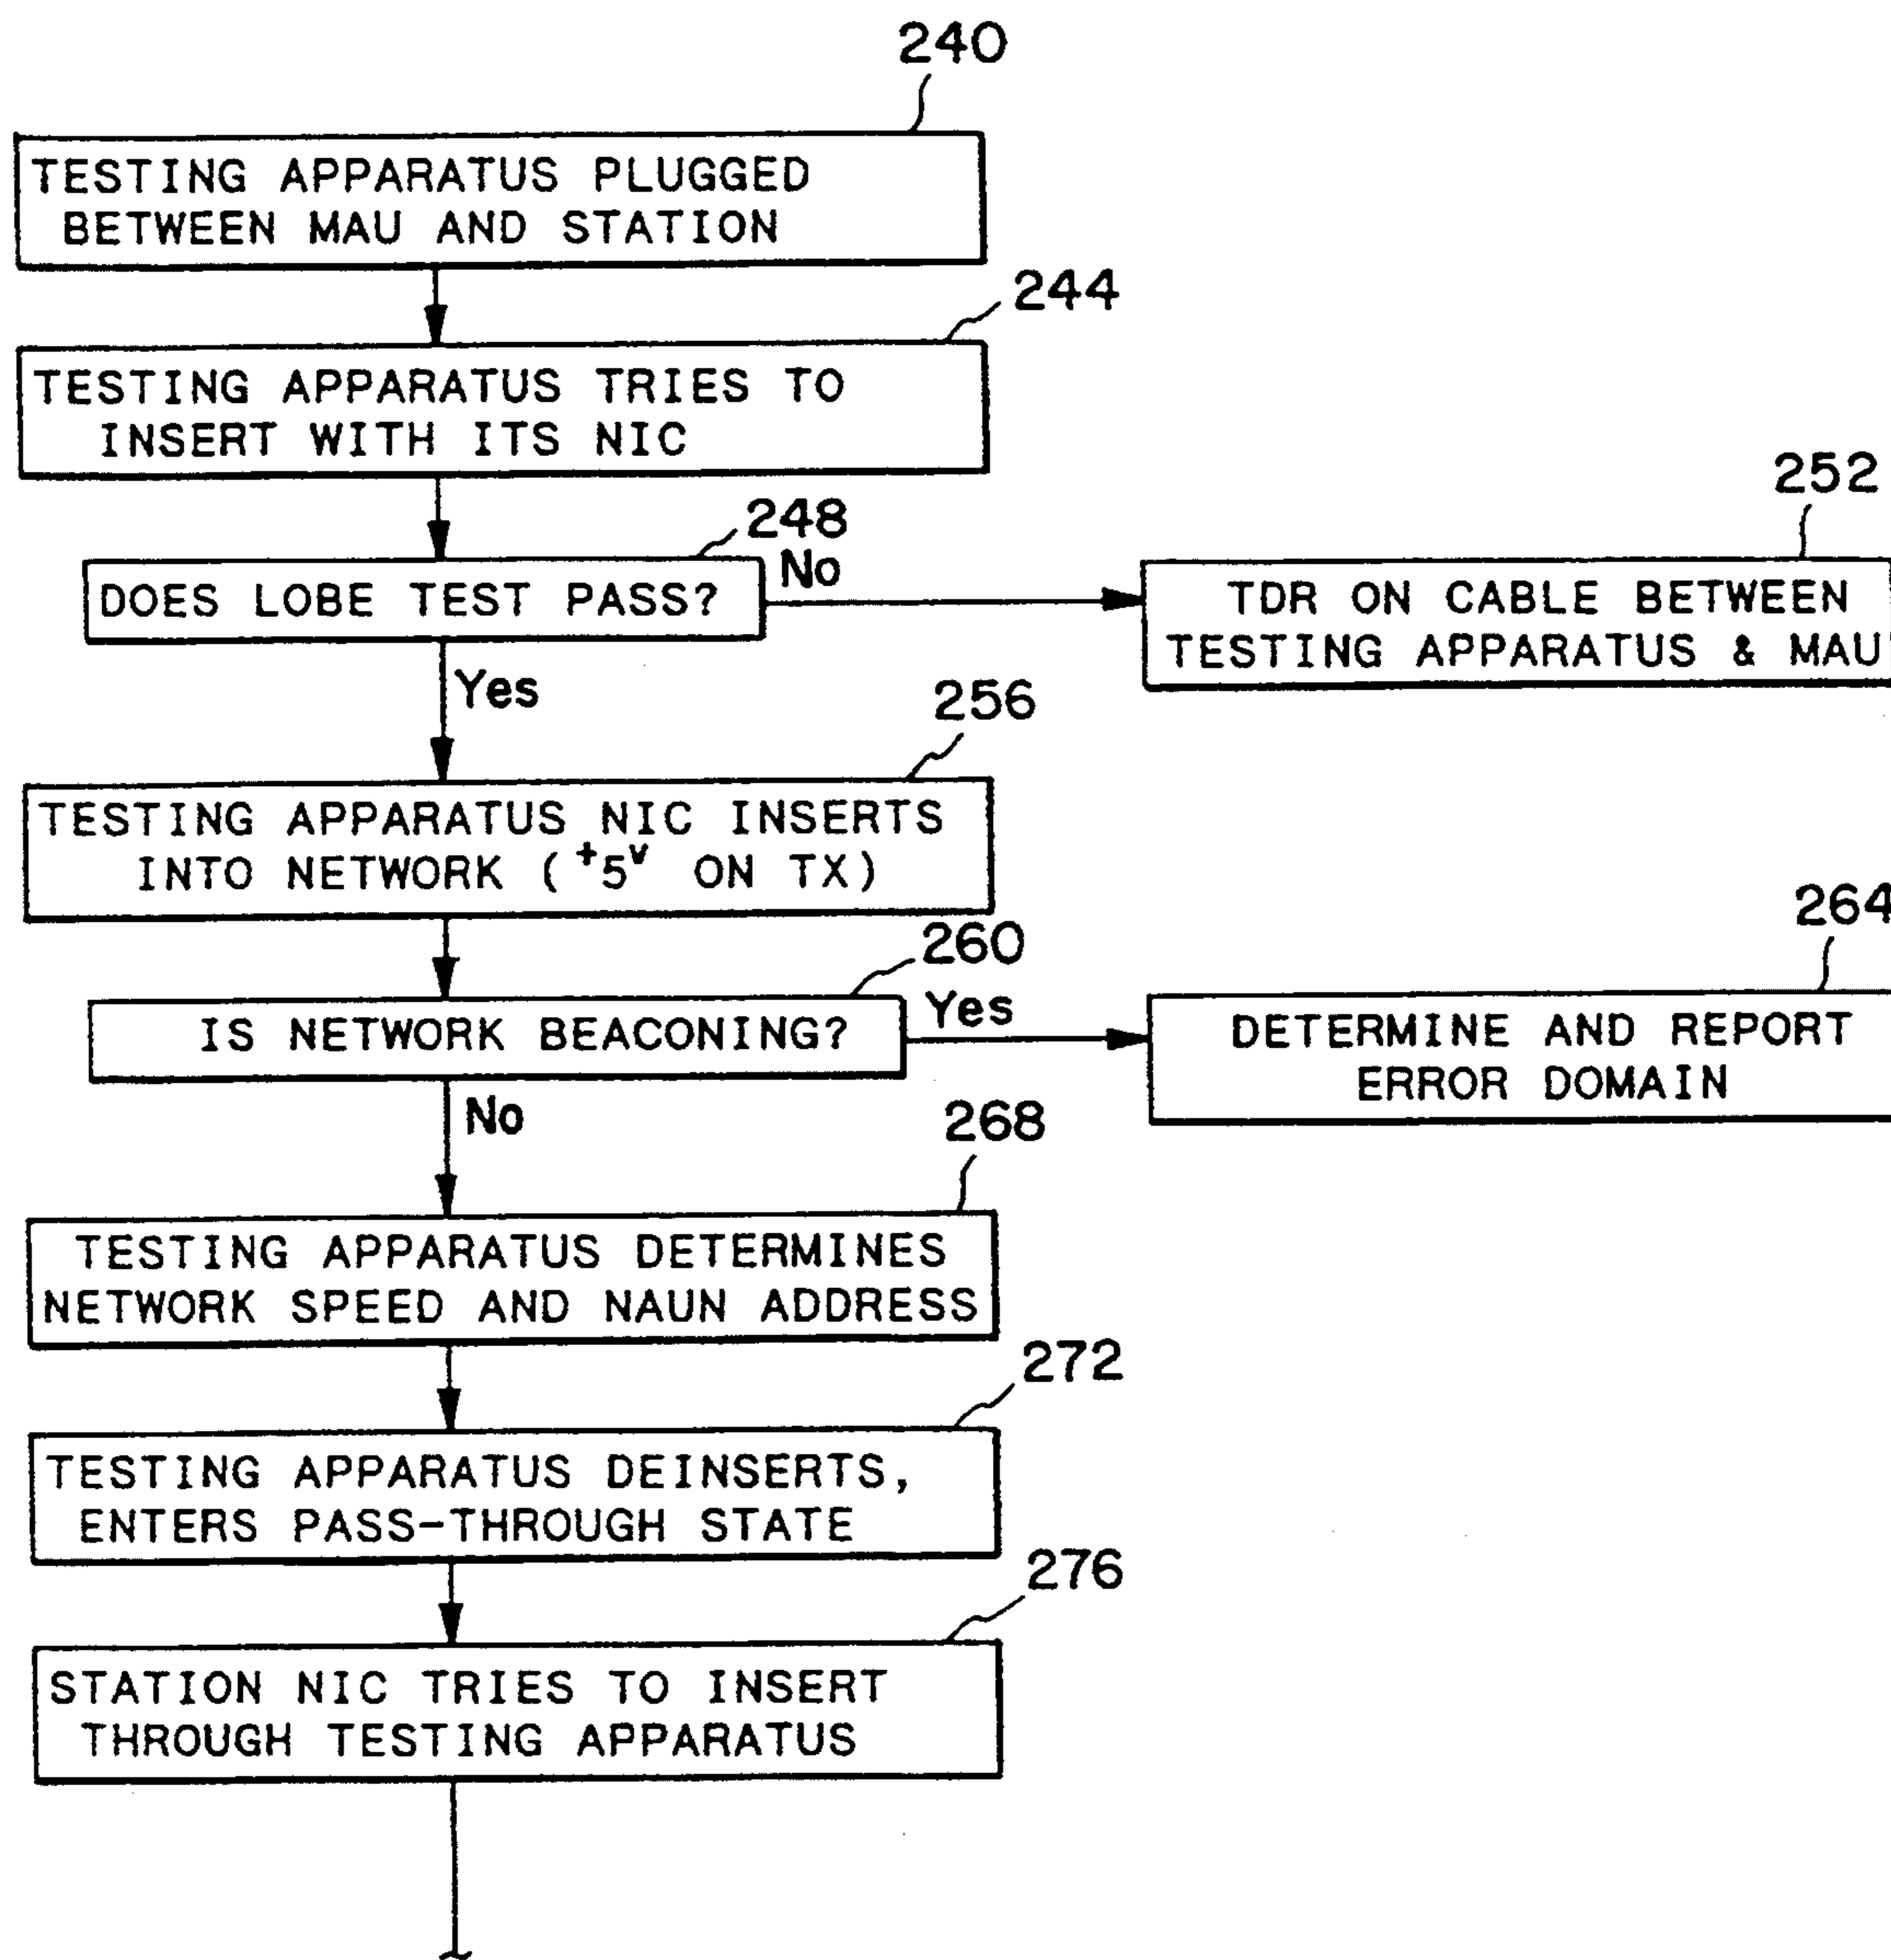 240
TESTING APPARATUS PLUGGED
BETWEEN MAU AND STATION
244
TESTING APPARATUS TRIES TO
INSERT WITH ITS NIC
248
DOES LOBE TEST PASS?
No
252
TDR ON CABLE BETWEEN
TESTING APPARATUS & MAU
Yes
256
TESTING APPARATUS NIC INSERTS
INTO NETWORK (+5v ON TX)
260
IS NETWORK BEACONING?
Yes
264
DETERMINE AND REPORT
ERROR DOMAIN
No
268
TESTING APPARATUS DETERMINES
NETWORK SPEED AND NAUN ADDRESS
272
TESTING APPARATUS DEINSERTS,
ENTERS PASS-THROUGH STATE
276
STATION NIC TRIES TO INSERT
THROUGH TESTING APPARATUS